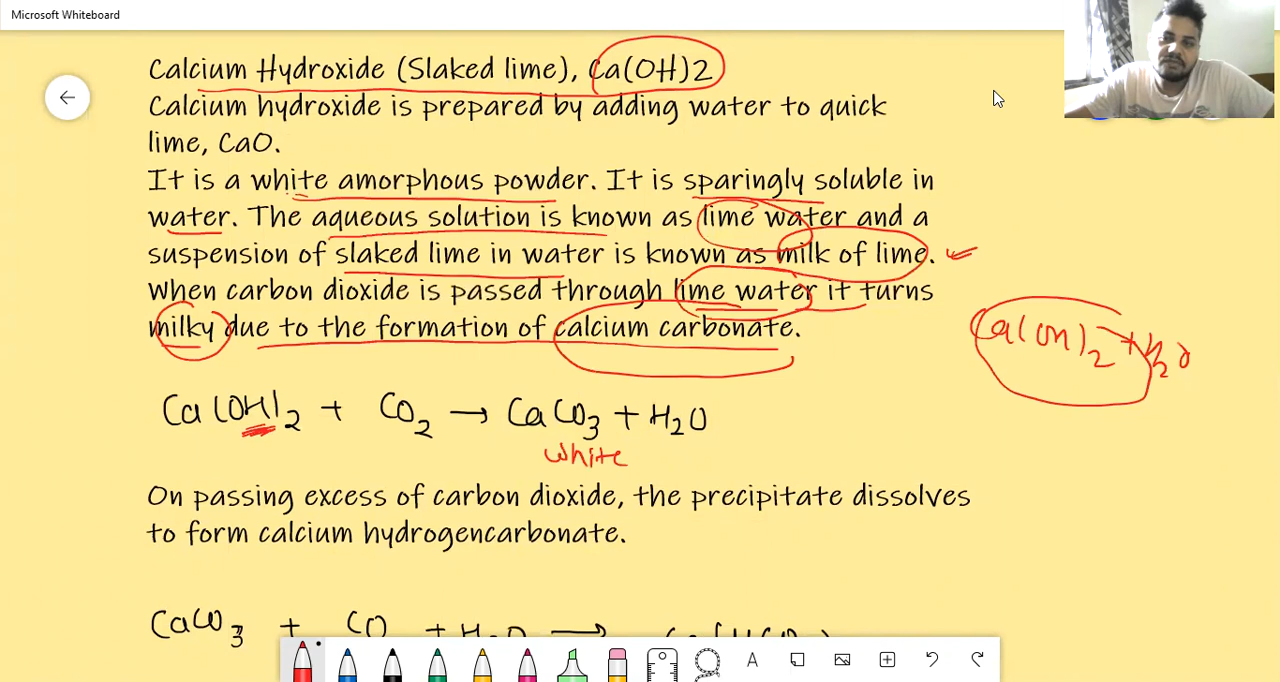 Microsoft Whiteboard
Calcium Hydroxide (Slaked lime), Ca(OH)2
Calcium hydroxide is prepared by adding water to quick
lime, CaO.
It is a white amorphous powder. It is sparingly soluble in
water. The aqueous solution is known as lime water and a
suspension of slaked lime in water is known as milk of lime.
When carbon dioxide is passed through lime water it turns
milky due to the formation of calcium carbonate.
Ca(OH)2 + H2O
Ca(OH)2 + CO2 → CaCO3 + H2O
white
On passing excess of carbon dioxide, the precipitate dissolves
to form calcium hydrogencarbonate.
CaCO3 + CO + H2O →
A